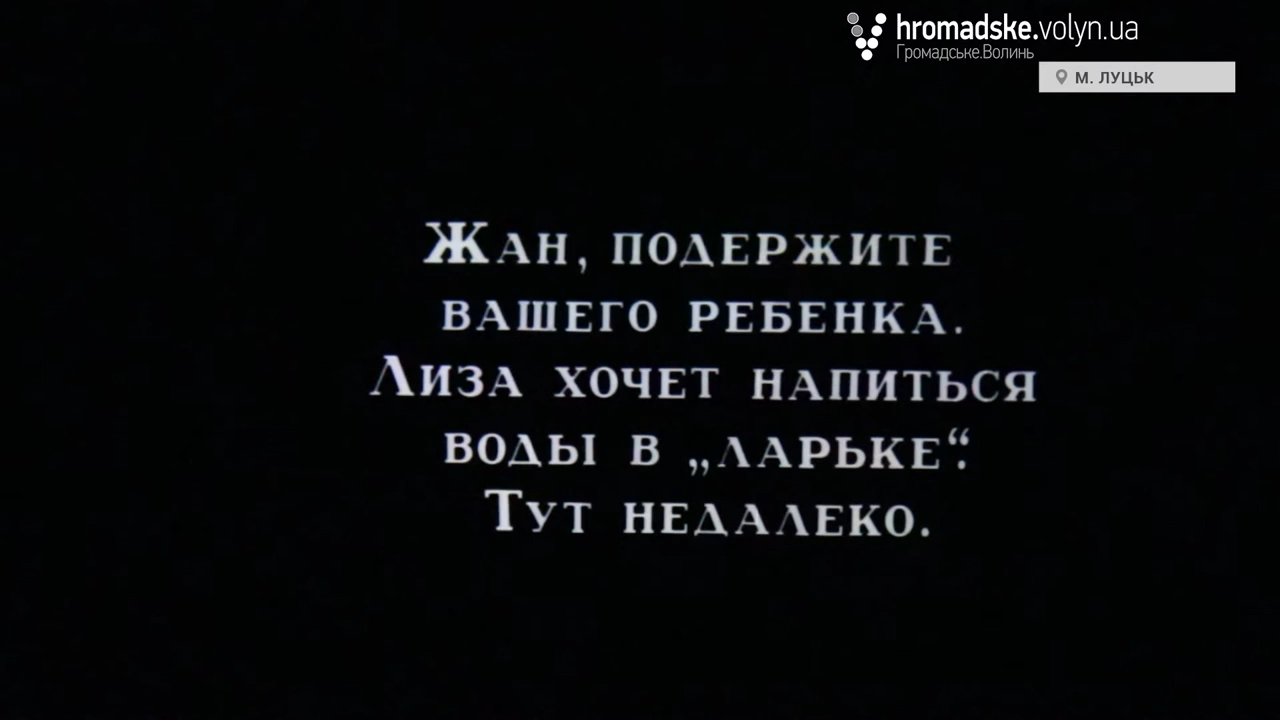 hromadske.volyn.ua
Громадське.Волинь
М. ЛУЦЬК
Жан, подержите
вашего ребенка.
Лиза хочет напиться
воды в „ларьке“.
Тут недалеко.